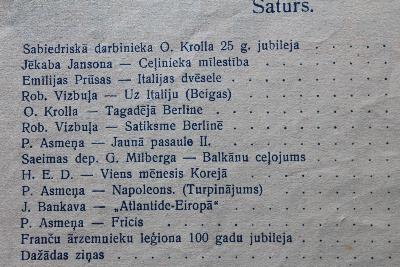 Saturs.
Sabiedriskā darbinieka O. Krolla 25 g. jubileja . . . . . .
Jēkaba Jansona — Ceļinieka mīlestība . . . . . .
Emilijas Prūsas — Italijas dvēsele . . . . . .
Rob. Vizbuļa — Uz Italiju (Beigas) . . . . . .
O. Krolla — Tagadējā Berlīne . . . . . .
Rob. Vizbuļa — Satiksme Berlīnē . . . . . .
P. Asmeņa — Jaunā pasaule II. . . . . . .
Saeimas dep. G. Milberga — Balkānu ceļojums . . . . . .
H. E. D. — Viens mēnesis Korejā . . . . . .
P. Asmeņa — Napoleons. (Turpinājums) . . . . . .
J. Bankava — „Atlantide-Eiropā“ . . . . . .
P. Asmeņa — Fricis . . . . . .
Franču ārzemnieku leģiona 100 gadu jubileja . . . . . .
Dažādas ziņas . . . . . .